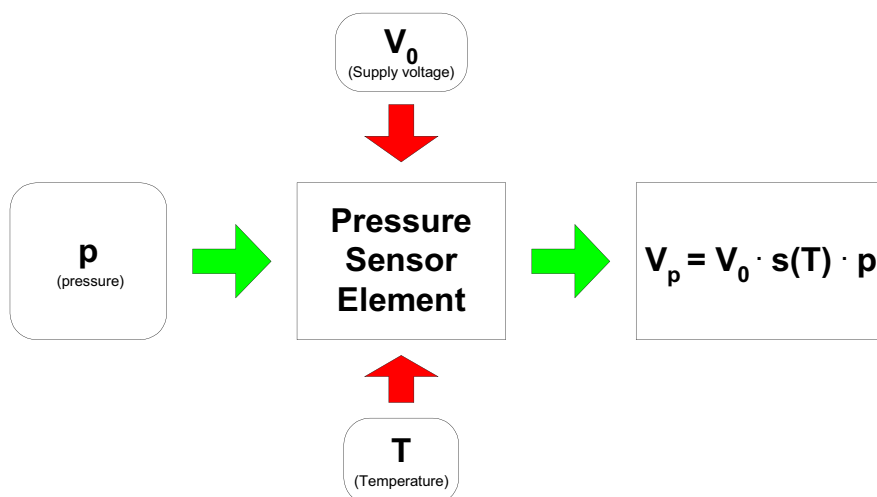 V₀
(Supply voltage)
p
(pressure)
Pressure
Sensor
Element
Vₚ = V₀ · s(T) · p
T
(Temperature)